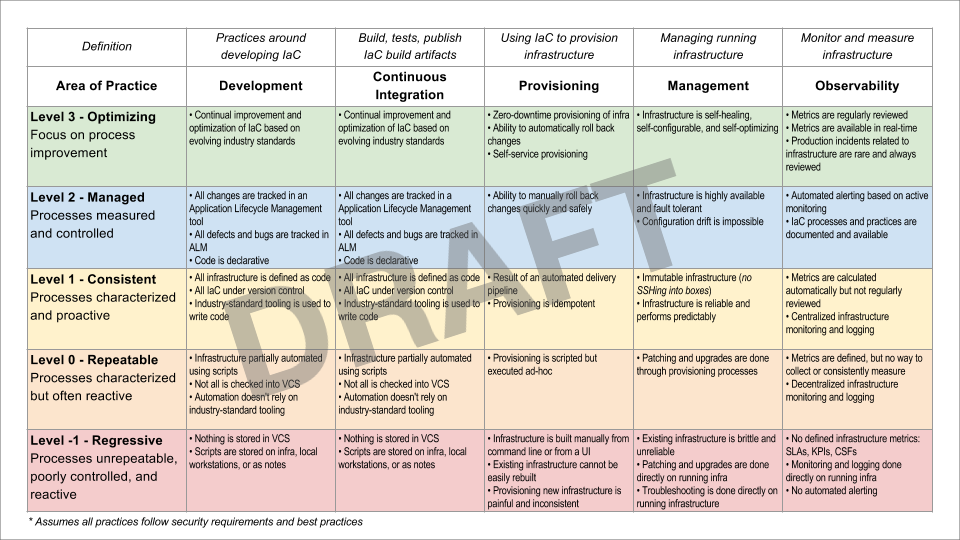 Definition
Practices around
developing IaC
Build, tests, publish
IaC build artifacts
Using IaC to provision
infrastructure
Managing running
infrastructure
Monitor and measure
infrastructure
Area of Practice
Development
Continuous
Integration
Provisioning
Management
Observability
Level 3 - Optimizing
Focus on process
improvement
• Continual improvement and
optimization of IaC based on
evolving industry standards
• Continual improvement and
optimization of IaC based on
evolving industry standards
• Zero-downtime provisioning of infra
• Ability to automatically roll back
changes
• Self-service provisioning
• Infrastructure is self-healing,
self-configurable, and self-optimizing
• Metrics are regularly reviewed
• Metrics are available in real-time
• Production incidents related to
infrastructure are rare and always
reviewed
Level 2 - Managed
Processes measured
and controlled
• All changes are tracked in an
Application Lifecycle Management
tool
• All defects and bugs are tracked in
ALM
• Code is declarative
• All changes are tracked in a
Application Lifecycle Management
tool
• All defects and bugs are tracked in
ALM
• Code is declarative
• Ability to manually roll back
changes quickly and safely
• Infrastructure is highly available
and fault tolerant
• Configuration drift is impossible
• Automated alerting based on active
monitoring
• IaC processes and practices are
documented and available
Level 1 - Consistent
Processes characterized
and proactive
• All infrastructure is defined as code
• All IaC under version control
• Industry-standard tooling is used to
write code
• All infrastructure is defined as code
• All IaC under version control
• Industry-standard tooling is used to
write code
• Result of an automated delivery
pipeline
• Provisioning is idempotent
• Immutable infrastructure (no
SSHing into boxes)
• Infrastructure is reliable and
performs predictably
• Metrics are calculated
automatically but not regularly
reviewed
• Centralized infrastructure
monitoring and logging
Level 0 - Repeatable
Processes characterized
but often reactive
• Infrastructure partially automated
using scripts
• Not all is checked into VCS
• Automation doesn't rely on
industry-standard tooling
• Infrastructure partially automated
using scripts
• Not all is checked into VCS
• Automation doesn't rely on
industry-standard tooling
• Provisioning is scripted but
executed ad-hoc
• Patching and upgrades are done
through provisioning processes
• Metrics are defined, but no way to
collect or consistently measure
• Decentralized infrastructure
monitoring and logging
Level -1 - Regressive
Processes unrepeatable,
poorly controlled, and
reactive
• Nothing is stored in VCS
• Scripts are stored on infra, local
workstations, or as notes
• Nothing is stored in VCS
• Scripts are stored on infra, local
workstations, or as notes
• Infrastructure is built manually from
command line or from a UI
• Existing infrastructure cannot be
easily rebuilt
• Provisioning new infrastructure is
painful and inconsistent
• Existing infrastructure is brittle and
unreliable
• Patching and upgrades are done
directly on running infra
• Troubleshooting is done directly on
running infrastructure
• No defined infrastructure metrics:
SLAs, KPIs, CSFs
• Monitoring and logging done
directly on running infra
• No automated alerting
* Assumes all practices follow security requirements and best practices
DRAFT